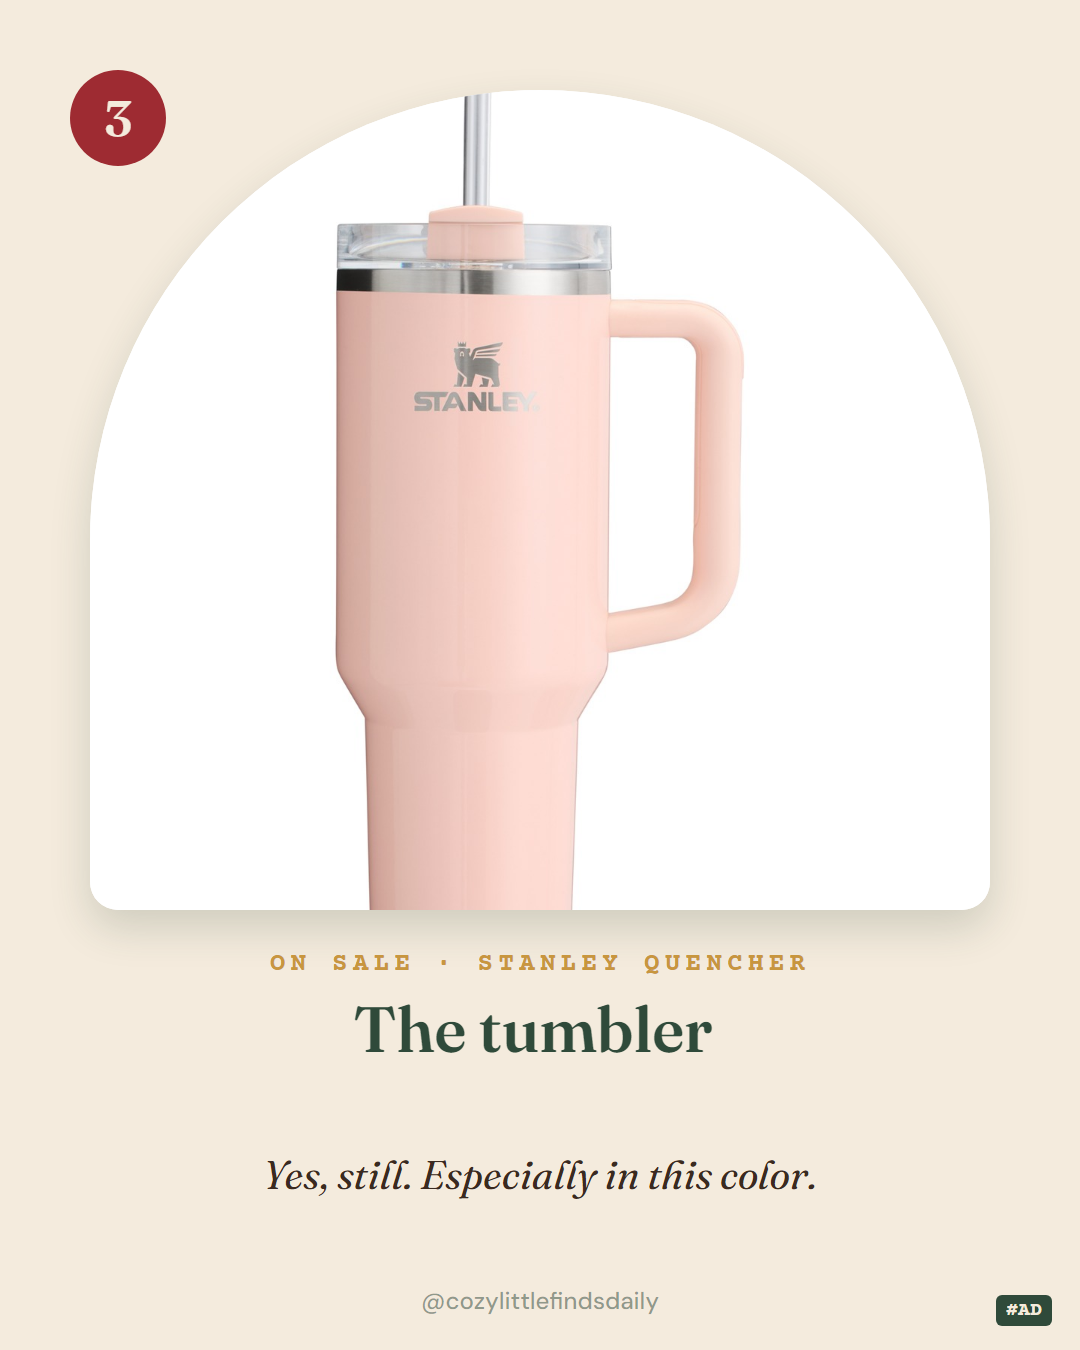 3
STANLEY
ON SALE · STANLEY QUENCHER
The tumbler
Yes, still. Especially in this color.
@cozylittlefindsdaily
#AD